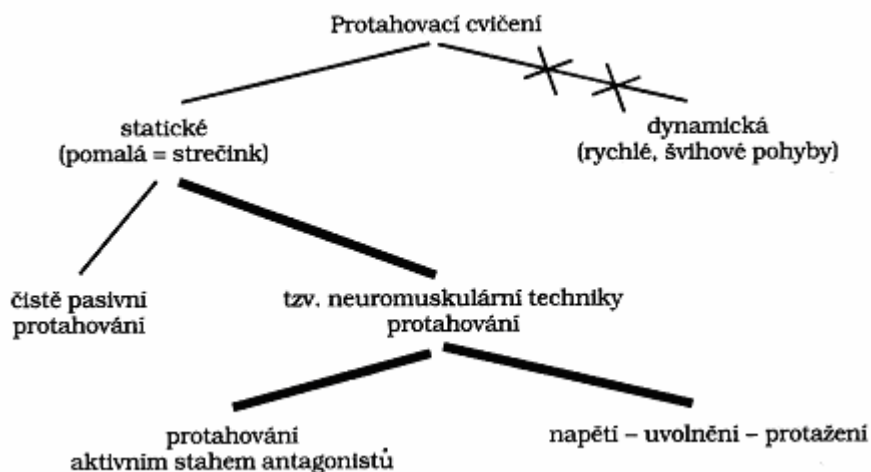 Protahovací cvičení
statické
(pomalá = strečink)
dynamická
(rychlé, švihové pohyby)
čistě pasivní
protahování
tzv. neuromuskulární techniky
protahování
protahování
aktivním stahem antagonistů
napětí – uvolnění – protažení